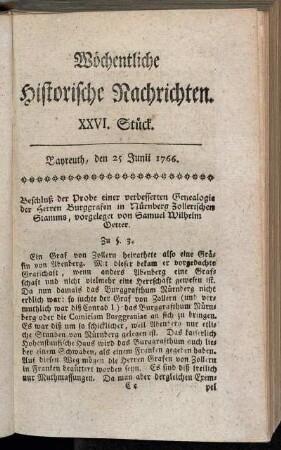 Wöchentliche
Historische Nachrichten.
XXVI. Stück.
Bayreuth, den 25 Junii 1766.
Beschluß der Probe einer verbesserten Genealogie
der Herren Burggrafen in Nürnberg Zollerischen
Stamms, vorgeleget von Samuel Wilhelm
Oetter.
Zu §. 3.
Ein Graf von Zollern heirathete also eine Grä-
fin von Abenberg. Mit dieser bekam er vorgedachte
Grafschaft, wenn anders Abenberg eine Graf-
schaft und nicht vielmehr eine Herrschaft gewesen ist.
Da nun damals das Burggrafthum Nürnberg nicht
erblich war: so suchte der Graf von Zollern (und ver-
muthlich war diß Conrad I.) das Burggrafthum Nürn-
berg oder die Comitiam Burggraviae an sich zu bringen.
Es war diß um so schicklicher, weil Abenberg nur etli-
che Stunden von Nürnberg gelegen ist. Das kaiserlich
Hohenstaufische Haus wird das Burggrafthum auch lie-
ber einem Schwaben, als einem Franken gegeben haben.
Auf diesen Weg mögen die Herren Grafen von Zollern
in Franken begüttert worden seyn. Es sind diß freilich
nur Muthmassungen. Da man aber dergleichen Exem-
C c pel